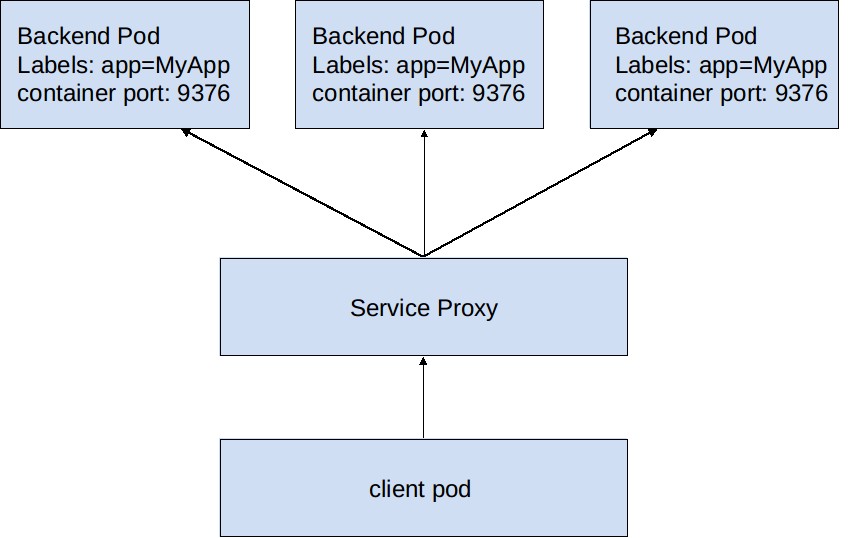 Backend Pod
Labels: app=MyApp
container port: 9376
Backend Pod
Labels: app=MyApp
container port: 9376
Backend Pod
Labels: app=MyApp
container port: 9376
Service Proxy
client pod